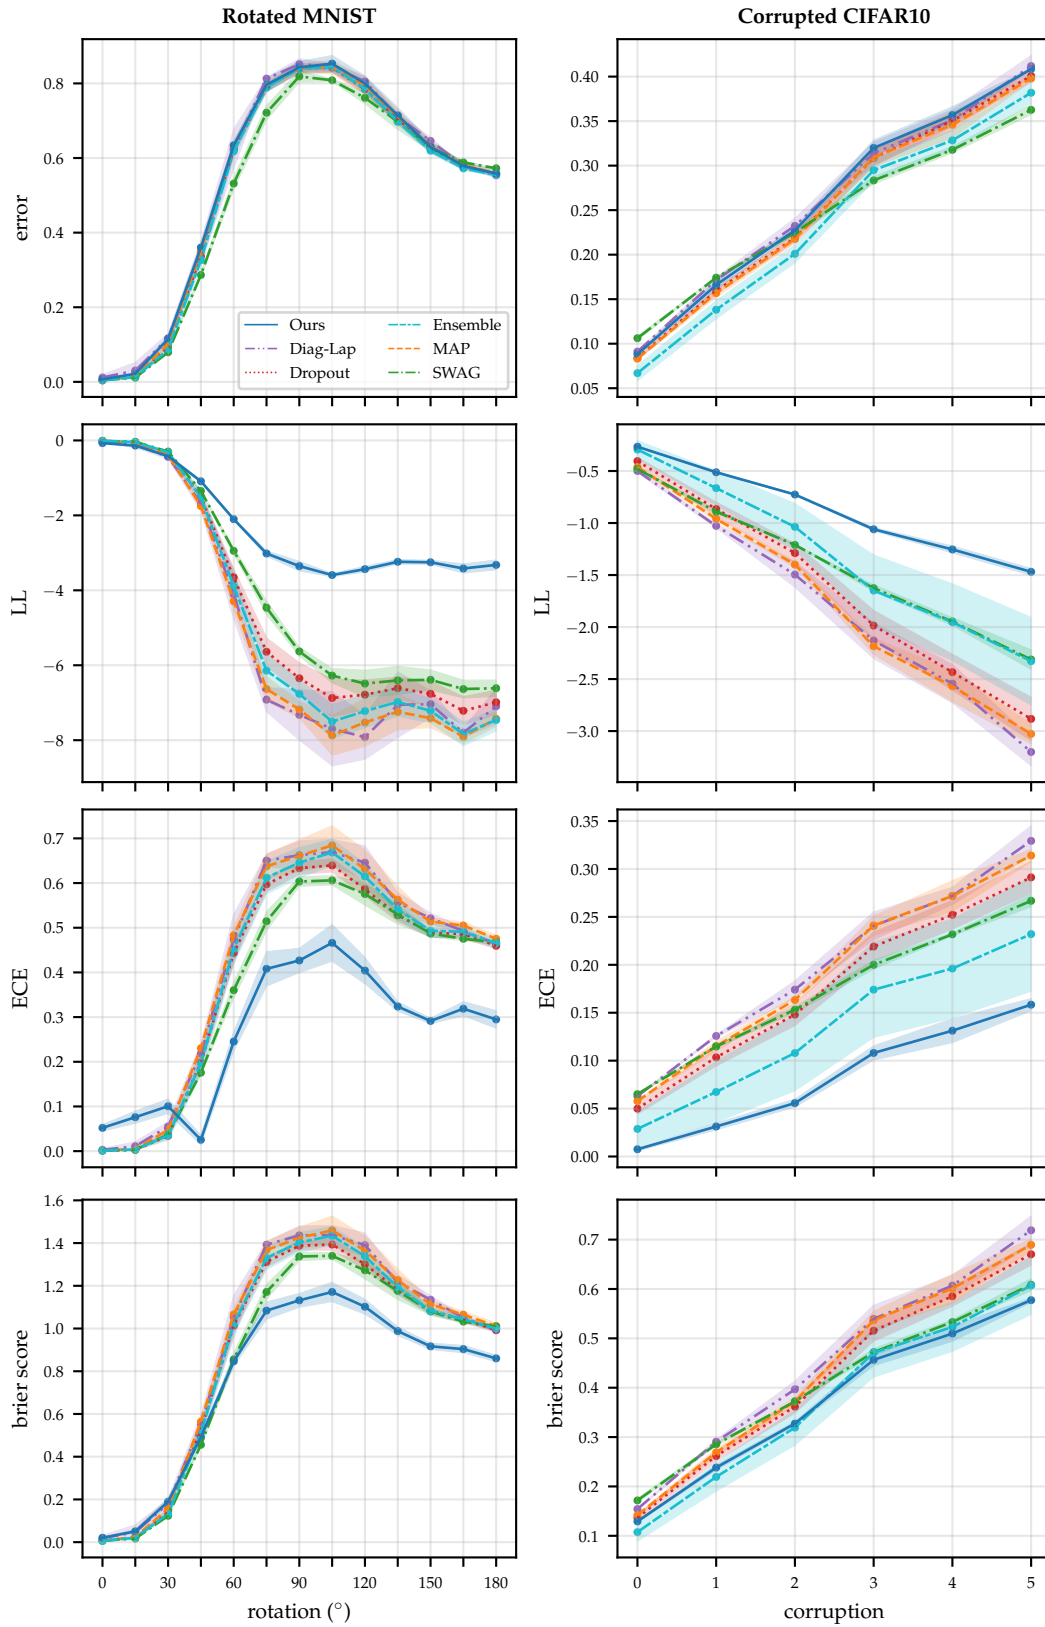 Rotated MNIST
Corrupted CIFAR10
error
0.8
0.6
0.4
0.2
0.0
Ours
Diag-Lap
Dropout
Ensemble
MAP
SWAG
0.40
0.35
0.30
0.25
0.20
0.15
0.10
0.05
LL
0
−2
−4
−6
−8
LL
−0.5
−1.0
−1.5
−2.0
−2.5
−3.0
ECE
0.7
0.6
0.5
0.4
0.3
0.2
0.1
0.0
ECE
0.35
0.30
0.25
0.20
0.15
0.10
0.05
0.00
brier score
1.6
1.4
1.2
1.0
0.8
0.6
0.4
0.2
0.0
0 30 60 90 120 150 180
rotation (°)
brier score
0.7
0.6
0.5
0.4
0.3
0.2
0.1
0 1 2 3 4 5
corruption